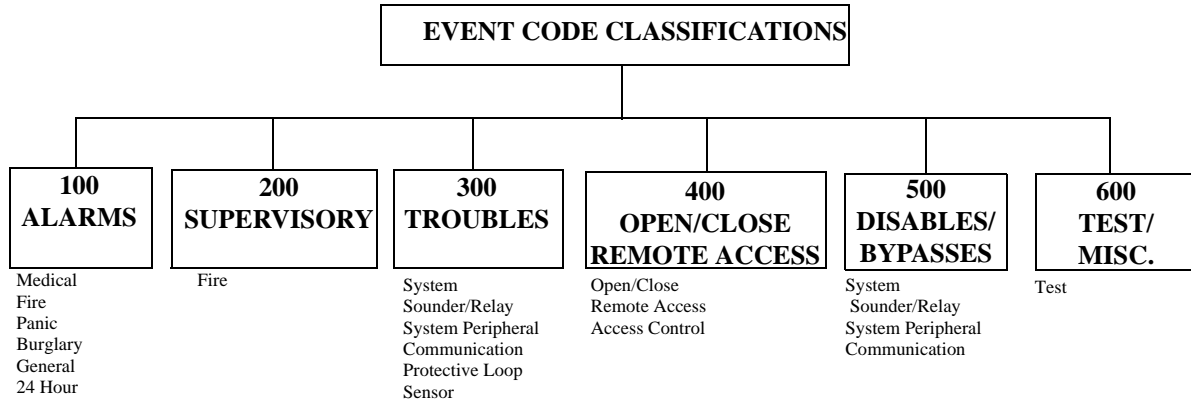 EVENT CODE CLASSIFICATIONS
100
ALARMS
Medical
Fire
Panic
Burglary
General
24 Hour
200
SUPERVISORY
Fire
300
TROUBLES
System
Sounder/Relay
System Peripheral
Communication
Protective Loop
Sensor
400
OPEN/CLOSE
REMOTE ACCESS
Open/Close
Remote Access
Access Control
500
DISABLES/
BYPASSES
System
Sounder/Relay
System Peripheral
Communication
600
TEST/
MISC.
Test